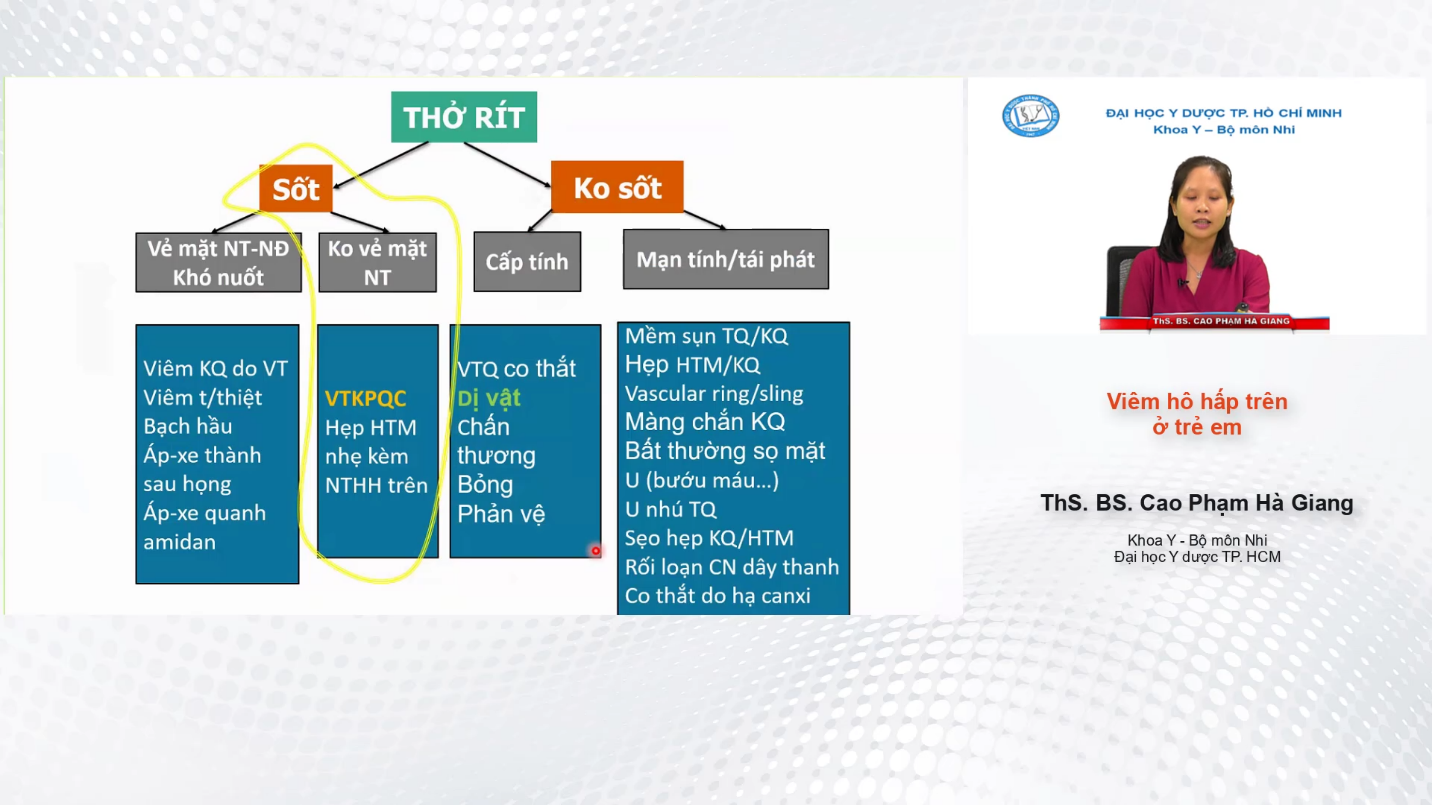 THỞ RÍT
Sốt
Ko sốt
Vẻ mặt NT-NĐ
Khó nuốt
Ko vẻ mặt
NT
Cấp tính
Mạn tính/tái phát
Viêm KQ do VT
Viêm t/thiệt
Bạch hầu
Áp-xe thành
sau họng
Áp-xe quanh
amidan
VTKPQC
Hẹp HTM
nhẹ kèm
NTHH trên
VTQ co thắt
Dị vật
Chấn
thương
Bỏng
Phản vệ
Mềm sụn TQ/KQ
Hẹp HTM/KQ
Vascular ring/sling
Màng chắn KQ
Bất thường sọ mặt
U (bướu máu...)
U nhú TQ
Sẹo hẹp KQ/HTM
Rối loạn CN dây thanh
Co thắt do hạ canxi
ĐẠI HỌC Y DƯỢC TP. HỒ CHÍ MINH
Khoa Y – Bộ môn Nhi
ThS. BS. CAO PHẠM HÀ GIANG
Viêm hô hấp trên
ở trẻ em
ThS. BS. Cao Phạm Hà Giang
Khoa Y - Bộ môn Nhi
Đại học Y dược TP. HCM